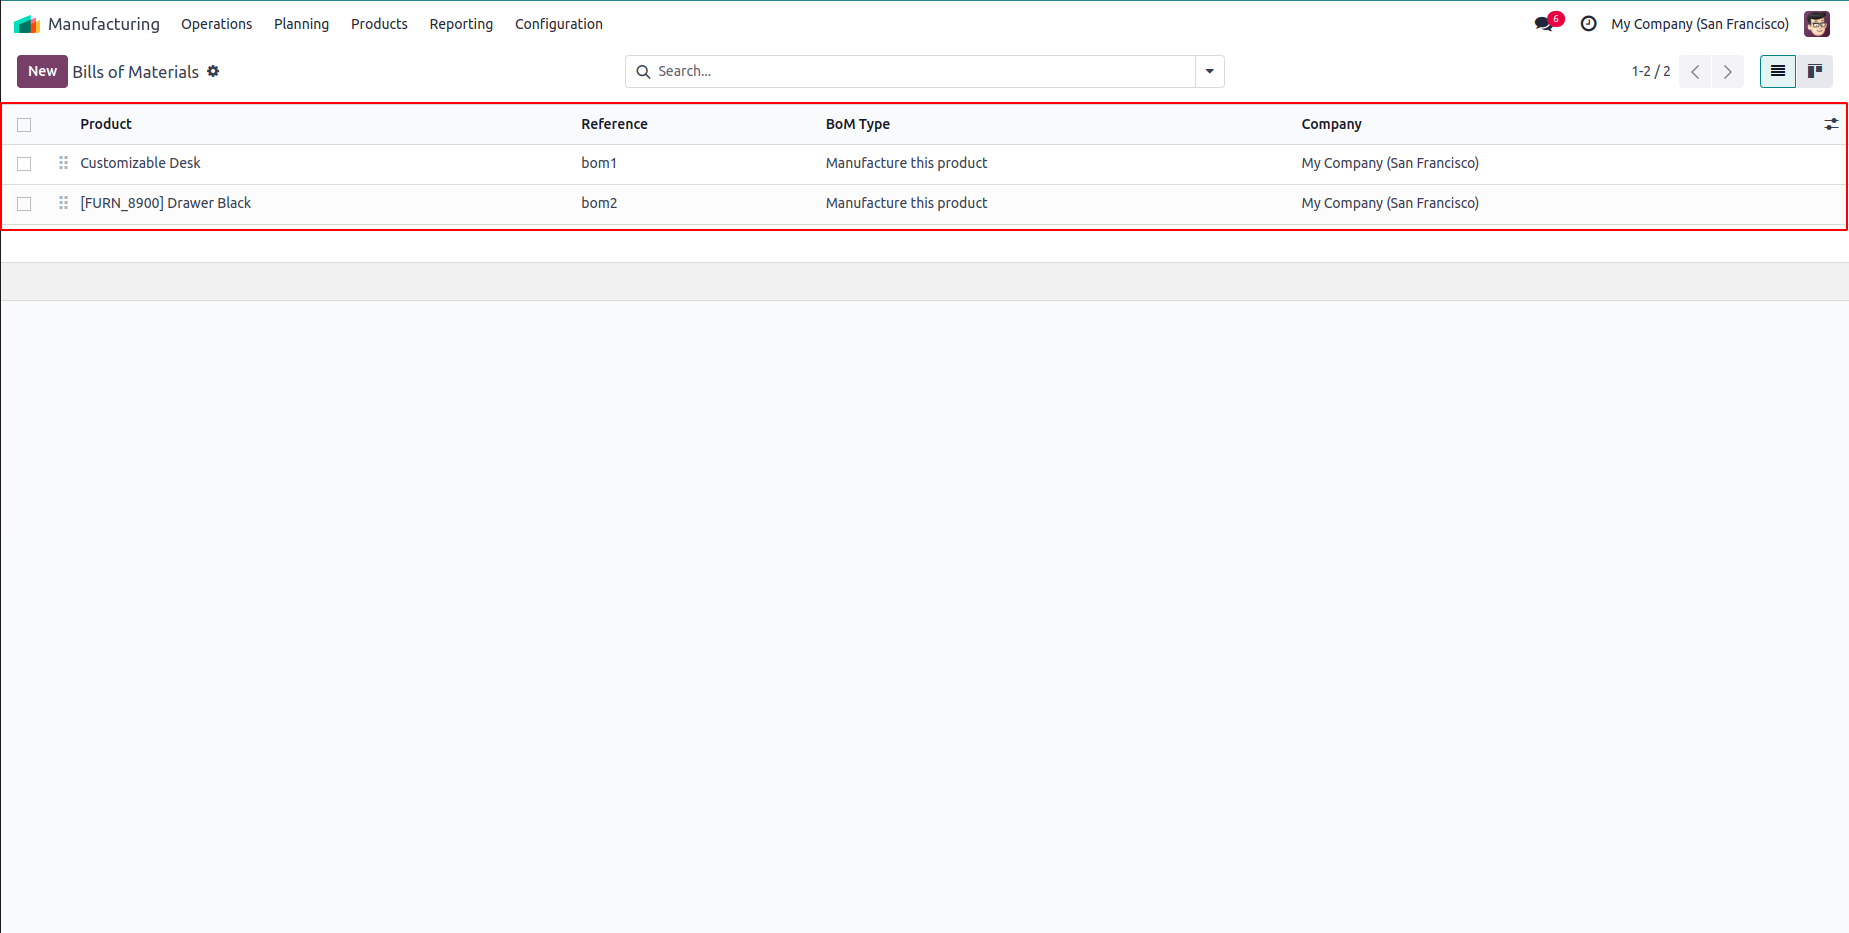 Manufacturing Operations Planning Products Reporting Configuration 6 My Company (San Francisco)
New Bills of Materials Search... 1-2 / 2
Product Reference BoM Type Company
Customizable Desk bom1 Manufacture this product My Company (San Francisco)
[FURN_8900] Drawer Black bom2 Manufacture this product My Company (San Francisco)